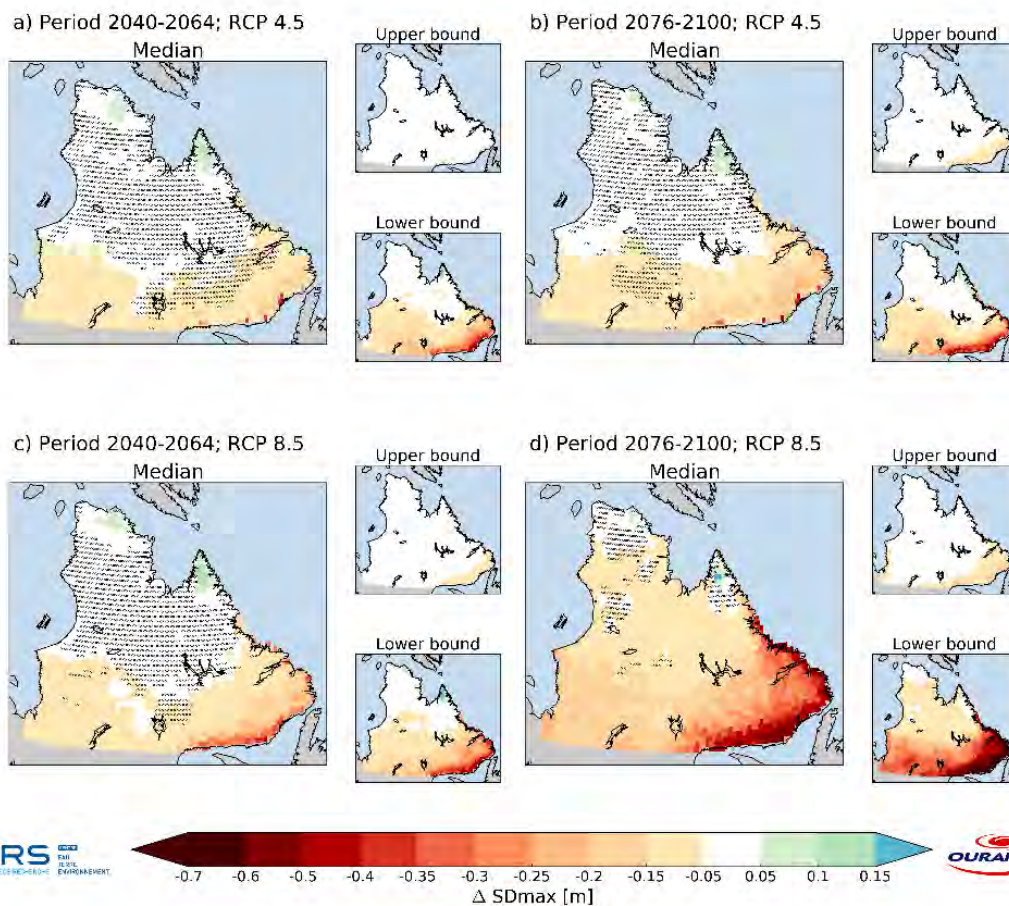 a) Period 2040-2064; RCP 4.5
Median
Upper bound
Lower bound
b) Period 2076-2100; RCP 4.5
Median
Upper bound
Lower bound
c) Period 2040-2064; RCP 8.5
Median
Upper bound
Lower bound
d) Period 2076-2100; RCP 8.5
Median
Upper bound
Lower bound
RS
EAU
ENVIRONNEMENT
OURA
-0.7 -0.6 -0.5 -0.4 -0.35 -0.3 -0.25 -0.2 -0.15 -0.05 0.05 0.1 0.15
Δ SDmax [m]